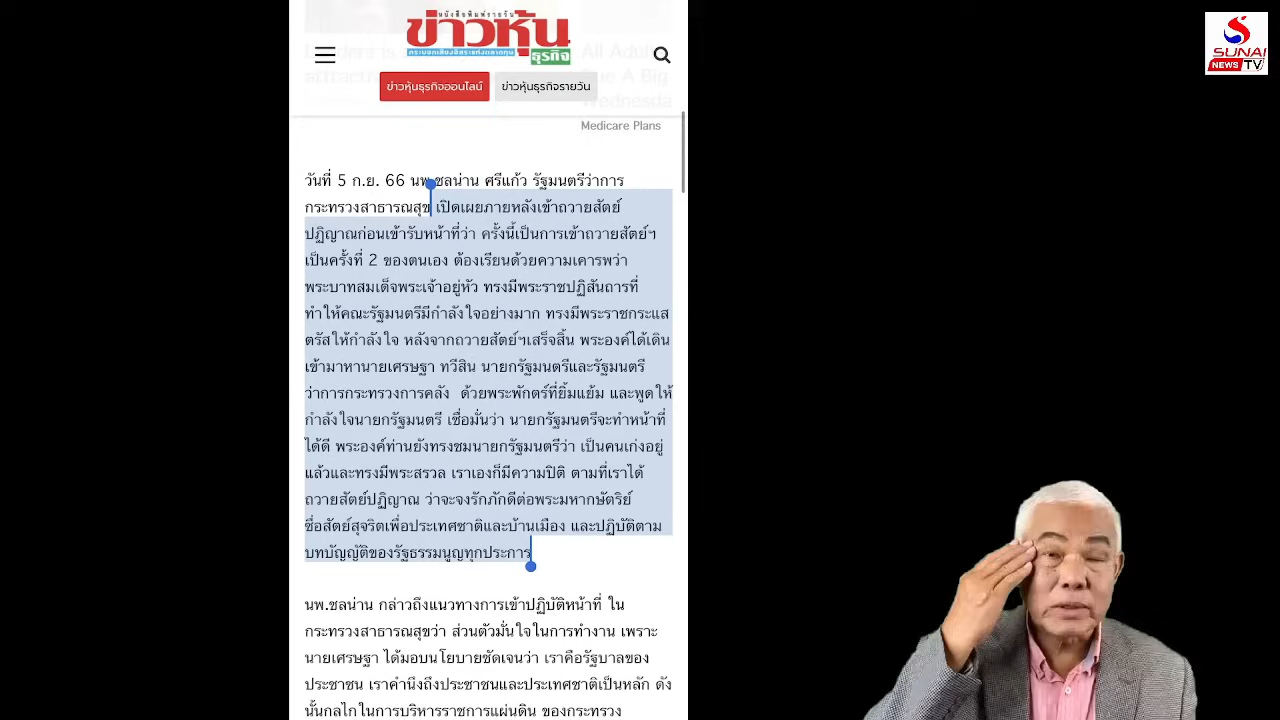 หนังสือพิมพ์รายวัน
ข่าวหุ้น
กระบอกเสียงอิสระแห่งตลาดทุน
ธุรกิจ
SUNAI
NEWS TV
All Adul
attractiv
e A Big
Wednesda
ข่าวหุ้นธุรกิจออนไลน์
ข่าวหุ้นธุรกิจรายวัน
Medicare Plans
วันที่ 5 ก.ย. 66 นพ.ชลน่าน ศรีแก้ว รัฐมนตรีว่าการ
กระทรวงสาธารณสุข เปิดเผยภายหลังเข้าถวายสัตย์
ปฏิญาณก่อนเข้ารับหน้าที่ว่า ครั้งนี้เป็นการเข้าถวายสัตย์ฯ
เป็นครั้งที่ 2 ของตนเอง ต้องเรียนด้วยความเคารพว่า
พระบาทสมเด็จพระเจ้าอยู่หัว ทรงมีพระราชปฏิสันถารที่
ทำให้คณะรัฐมนตรีมีกำลังใจอย่างมาก ทรงมีพระราชกระแส
ตรัสให้กำลังใจ หลังจากถวายสัตย์ฯเสร็จสิ้น พระองค์ได้เดิน
เข้ามาหานายเศรษฐา ทวีสิน นายกรัฐมนตรีและรัฐมนตรี
ว่าการกระทรวงการคลัง ด้วยพระพักตร์ที่ยิ้มแย้ม และพูดให้
กำลังใจนายกรัฐมนตรี เชื่อมั่นว่า นายกรัฐมนตรีจะทำหน้าที่
ได้ดี พระองค์ท่านยังทรงชมนายกรัฐมนตรีว่า เป็นคนเก่งอยู่
แล้วและทรงมีพระสรวล เราเองก็มีความปิติ ตามที่เราได้
ถวายสัตย์ปฏิญาณ ว่าจะจงรักภักดีต่อพระมหากษัตริย์
ซื่อสัตย์สุจริตเพื่อประเทศชาติและบ้านเมือง และปฏิบัติตาม
บทบัญญัติของรัฐธรรมนูญทุกประการ
นพ.ชลน่าน กล่าวถึงแนวทางการเข้าปฏิบัติหน้าที่ ใน
กระทรวงสาธารณสุขว่า ส่วนตัวมั่นใจในการทำงาน เพราะ
นายเศรษฐา ได้มอบนโยบายชัดเจนว่า เราคือรัฐบาลของ
ประชาชน เราคำนึงถึงประชาชนและประเทศชาติเป็นหลัก ดัง
นั้นกลไกในการบริหารราชการแผ่นดิน ของกระทรวง